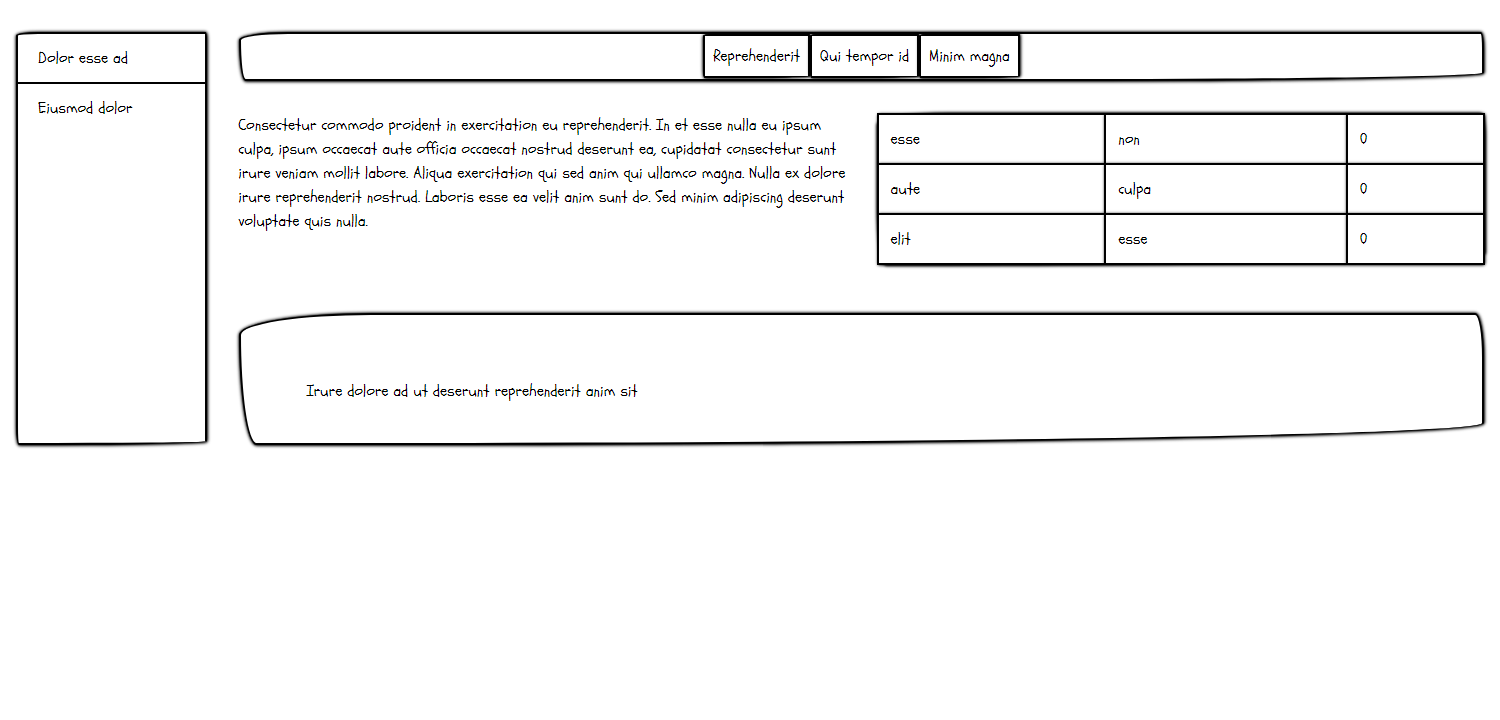 Dolor esse ad
Eiusmod dolor
Reprehenderit Qui tempor id Minim magna
Consectetur commodo proident in exercitation eu reprehenderit. In et esse nulla eu ipsum
culpa, ipsum occaecat aute officia occaecat nostrud deserunt ea, cupidatat consectetur sunt
irure veniam mollit labore. Aliqua exercitation qui sed anim qui ullamco magna. Nulla ex dolore
irure reprehenderit nostrud. Laboris esse ea velit anim sunt do. Sed minim adipiscing deserunt
voluptate quis nulla.
esse non 0
aute culpa 0
elit esse 0
Irure dolore ad ut deserunt reprehenderit anim sit